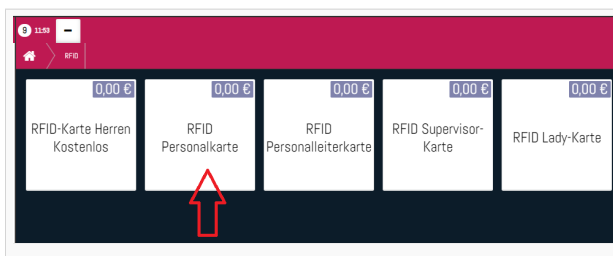 9 11:53 −
RFID
0,00 €
RFID-Karte Herren
Kostenlos
0,00 €
RFID
Personalkarte
0,00 €
RFID
Personalleiterkarte
0,00 €
RFID Supervisor-
Karte
0,00 €
RFID Lady-Karte